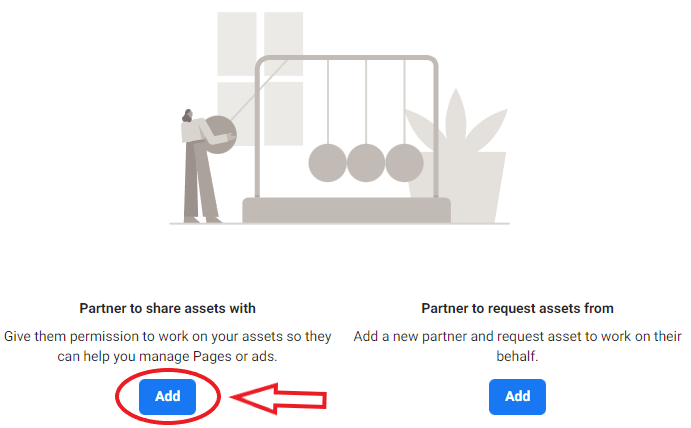 Partner to share assets with
Give them permission to work on your assets so they
can help you manage Pages or ads.
Add
Partner to request assets from
Add a new partner and request asset to work on their
behalf.
Add